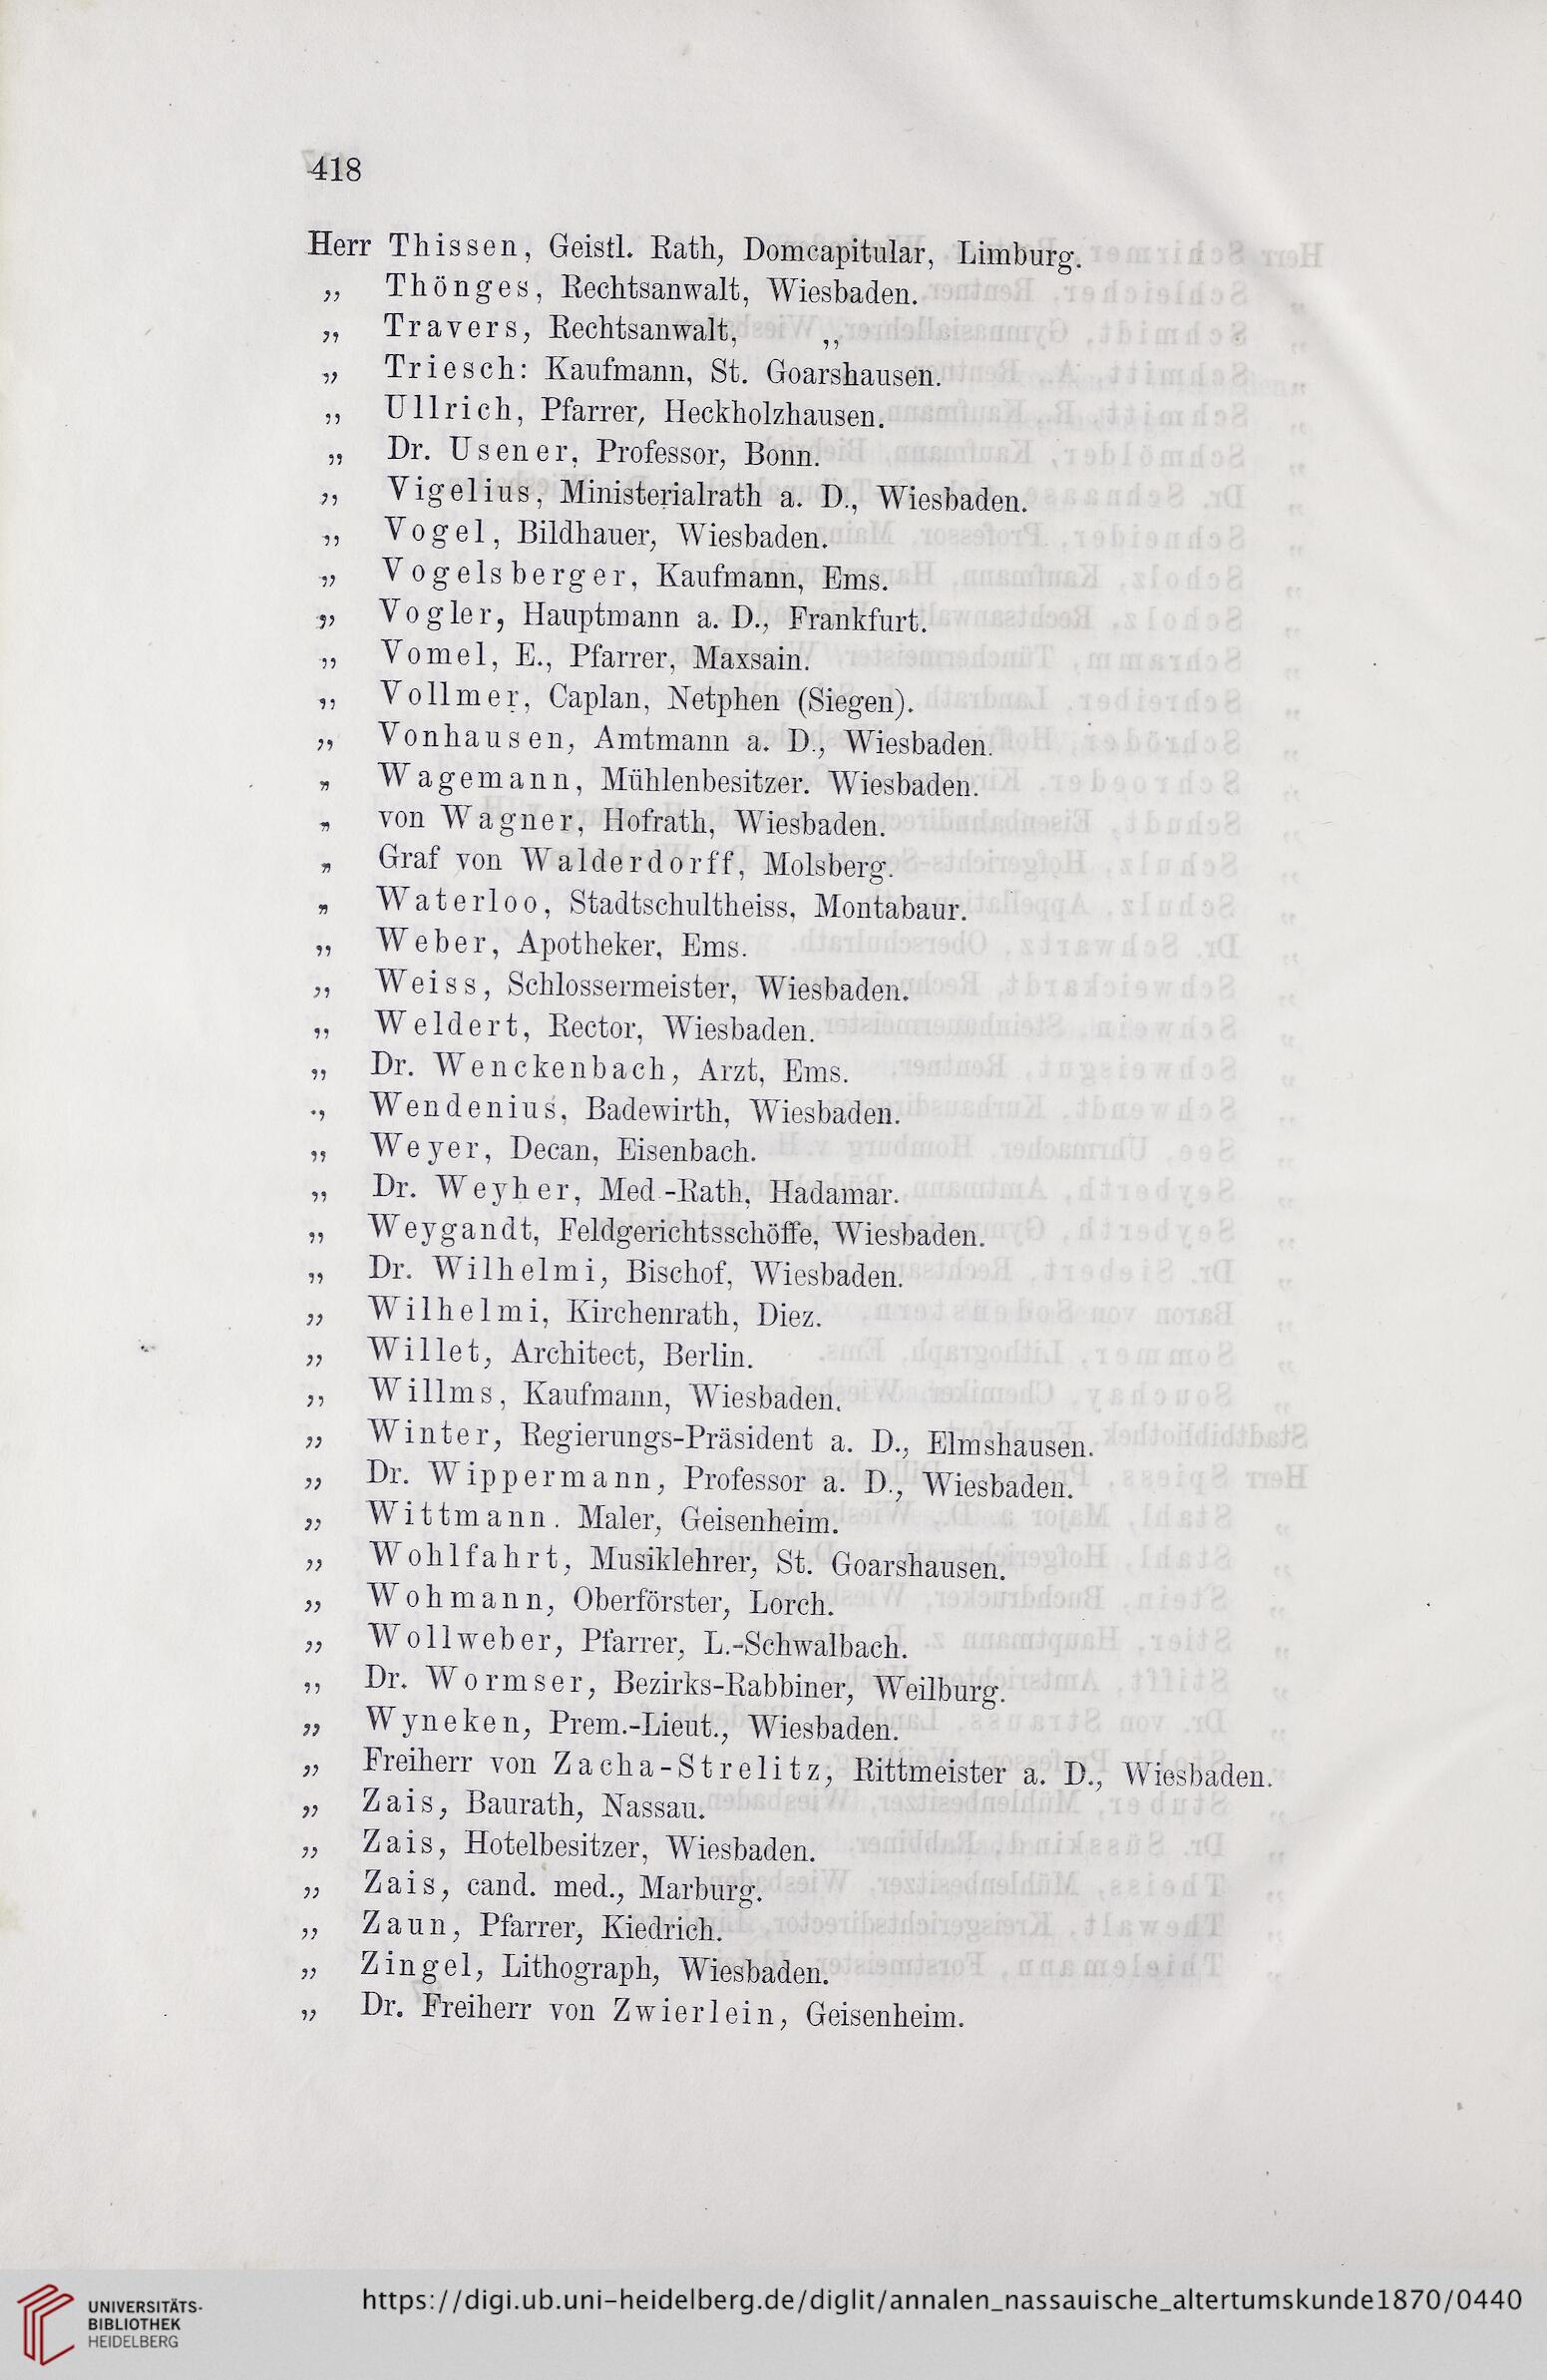 418
Herr Thissen, Geistl. Rath, Domcapitular, Limburg.
„ Thönges, Rechtsanwalt, Wiesbaden.
„ Travers, Rechtsanwalt, „
„ Triesch: Kaufmann, St. Goarshausen.
„ Ullrich, Pfarrer, Heckholzhausen.
„ Dr. Usener, Professor, Bonn.
„ Vigelius, Ministerialrath a. D., Wiesbaden.
„ Vogel, Bildhauer, Wiesbaden.
„ Vogelsberger, Kaufmann, Ems.
„ Vogler, Hauptmann a. D., Frankfurt.
„ Vomel, E., Pfarrer, Maxsain.
„ Vollmer, Caplan, Netphen (Siegen).
„ Vonhausen, Amtmann a. D., Wiesbaden.
„ Wagemann, Mühlenbesitzer. Wiesbaden.
„ von Wagner, Hofrath, Wiesbaden.
„ Graf von Walderdorff, Molsberg.
„ Waterloo, Stadtschultheiss, Montabaur.
„ Weber, Apotheker, Ems.
„ Weiss, Schlossermeister, Wiesbaden.
„ Weldert, Rector, Wiesbaden.
„ Dr. Wenckenbach, Arzt, Ems.
„ Wendenius, Badewirth, Wiesbaden.
„ Weyer, Decan, Eisenbach.
„ Dr. Weyher, Med.-Rath, Hadamar.
„ Weygandt, Feldgerichtsschöffe, Wiesbaden.
„ Dr. Wilhelmi, Bischof, Wiesbaden.
„ Wilhelmi, Kirchenrath, Diez.
„ Willet, Architect, Berlin.
„ Willms, Kaufmann, Wiesbaden.
„ Winter, Regierungs-Präsident a. D., Elmshausen.
„ Dr. Wippermann, Professor a. D., Wiesbaden.
„ Wittmann. Maler, Geisenheim.
„ Wohlfahrt, Musiklehrer, St. Goarshausen.
„ Wohmann, Oberförster, Lorch.
„ Wollweber, Pfarrer, L.-Schwalbach.
„ Dr. Wormser, Bezirks-Rabbiner, Weilburg.
„ Wyneken, Prem.-Lieut., Wiesbaden.
„ Freiherr von Zacha-Strelitz, Rittmeister a. D., Wiesbaden.
„ Zais, Baurath, Nassau.
„ Zais, Hotelbesitzer, Wiesbaden.
„ Zais, cand. med., Marburg.
„ Zaun, Pfarrer, Kiedrich.
„ Zingel, Lithograph, Wiesbaden.
„ Dr. Freiherr von Zwierlein, Geisenheim.
UNIVERSITÄTS-
BIBLIOTHEK
HEIDELBERG
https://digi.ub.uni-heidelberg.de/diglit/annalen_nassauische_altertumskunde1870/0440